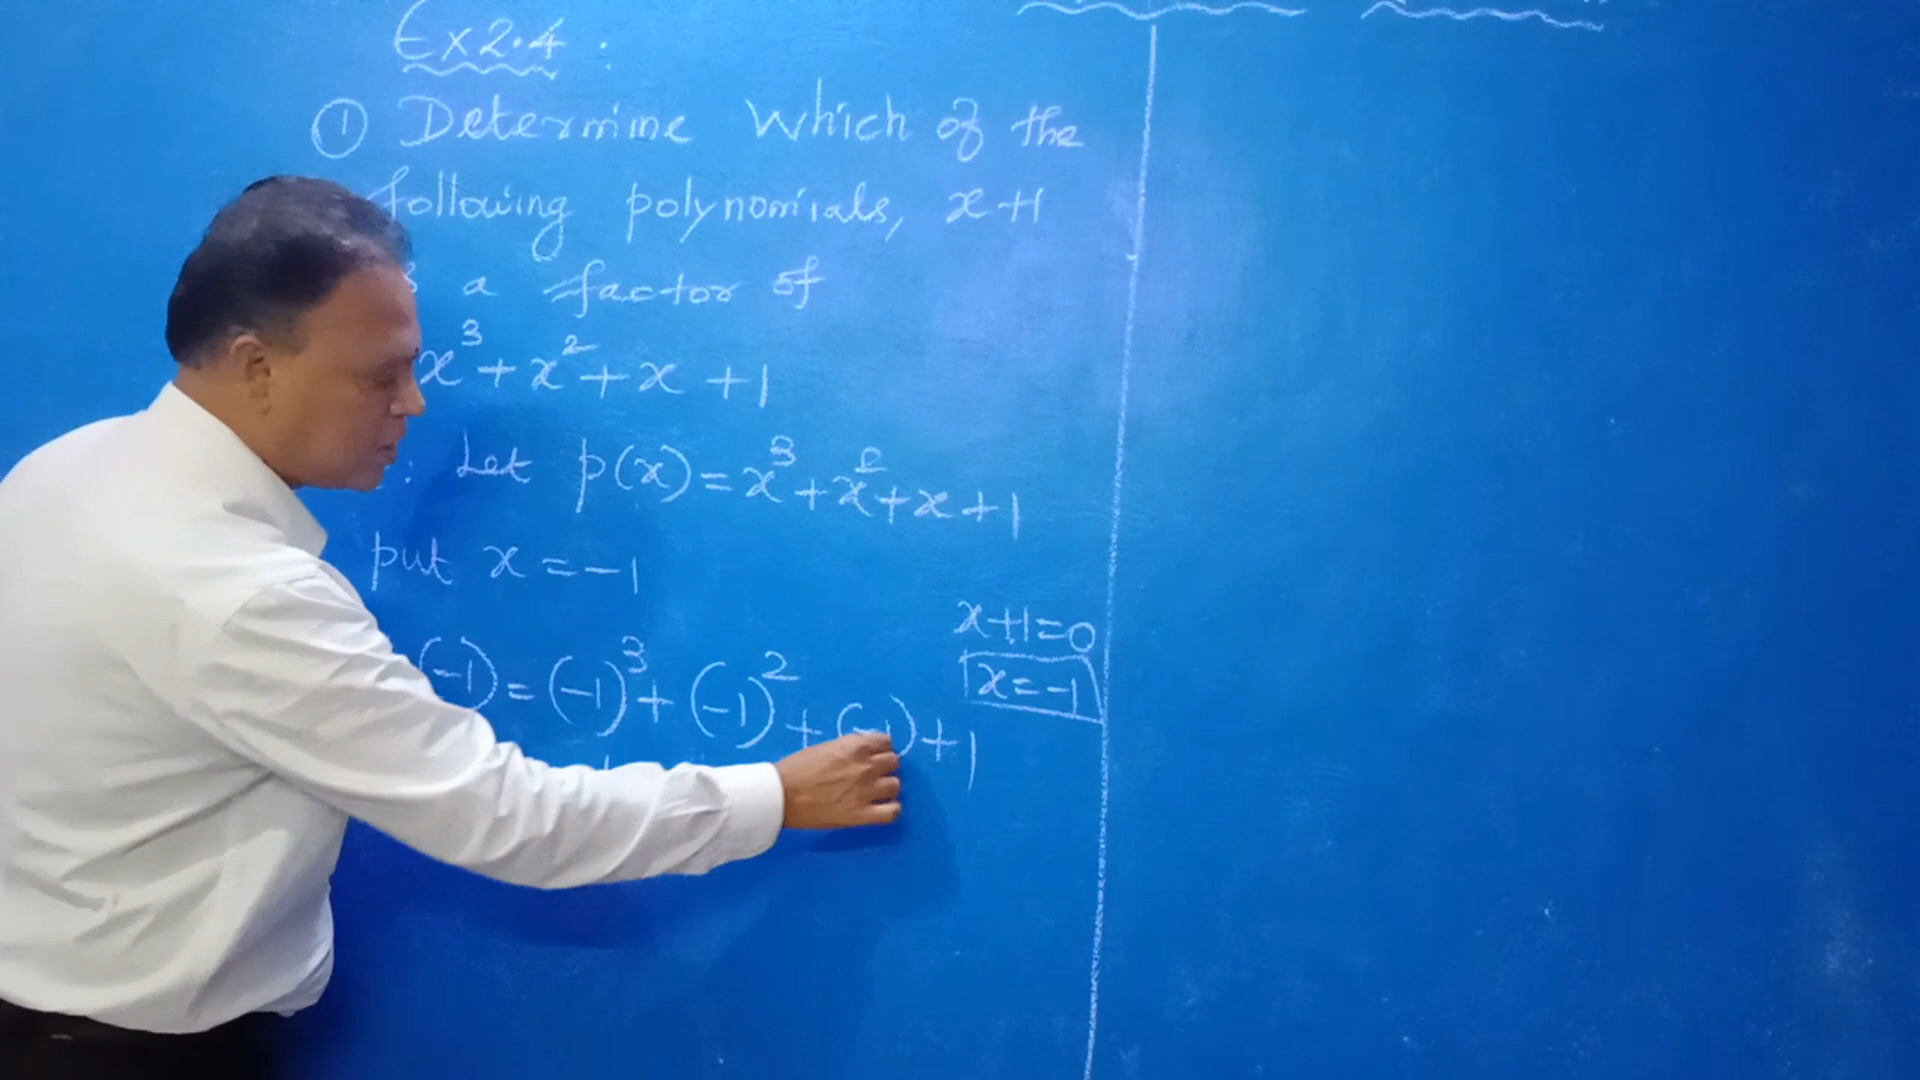 Ex2.4 :
① Determine which of the
following polynomials, x+1
a factor of
x³+x²+x+1
: Let p(x)=x³+x²+x+1
put x=-1
x+1=0
x=-1
(-1)=(-1)³+(-1)²+(-1)+1